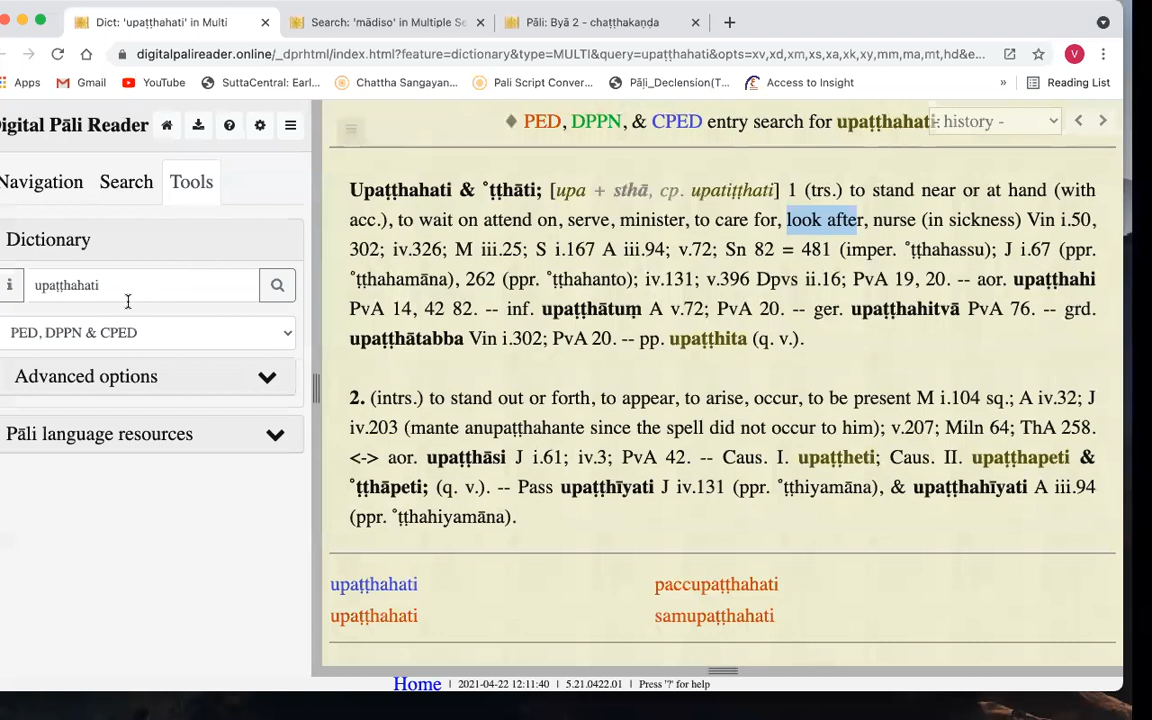 Dict: 'upaṭṭhahati' in Multi
Search: 'mādiso' in Multiple Se
Pāli: Byā 2 - chaṭṭhakaṇḍa
digitalpalireader.online/_dprhtml/index.html?feature=dictionary&type=MULTI&query=upaṭṭhahati&opts=xv,xd,xm,xs,xa,xk,xy,mm,ma,mt,hd&e...
V
Apps
Gmail
YouTube
SuttaCentral: Earl...
Chattha Sangayan...
Pali Script Conver...
Pāḷi_Declension(T...
Access to Insight
»
Reading List
Digital Pāli Reader
Navigation Search Tools
Dictionary
upaṭṭhahati
PED, DPPN & CPED
Advanced options
Pāli language resources
♦ PED, DPPN, & CPED entry search for upaṭṭhahati:
- history -
Upaṭṭhahati & ˚ṭṭhāti; [upa + sthā, cp. upatiṭṭhati] 1 (trs.) to stand near or at hand (with
acc.), to wait on attend on, serve, minister, to care for, look after, nurse (in sickness) Vin i.50,
302; iv.326; M iii.25; S i.167 A iii.94; v.72; Sn 82 = 481 (imper. ˚ṭṭhahassu); J i.67 (ppr.
˚ṭṭhahamāna), 262 (ppr. ˚ṭṭhahanto); iv.131; v.396 Dpvs ii.16; PvA 19, 20. -- aor. upaṭṭhahi
PvA 14, 42 82. -- inf. upaṭṭhātuṃ A v.72; PvA 20. -- ger. upaṭṭhahitvā PvA 76. -- grd.
upaṭṭhātabba Vin i.302; PvA 20. -- pp. upaṭṭhita (q. v.).
2. (intrs.) to stand out or forth, to appear, to arise, occur, to be present M i.104 sq.; A iv.32; J
iv.203 (mante anupaṭṭhahante since the spell did not occur to him); v.207; Miln 64; ThA 258.
<-> aor. upaṭṭhāsi J i.61; iv.3; PvA 42. -- Caus. I. upaṭṭheti; Caus. II. upaṭṭhapeti &
˚ṭṭhāpeti; (q. v.). -- Pass upaṭṭhīyati J iv.131 (ppr. ˚ṭṭhiyamāna), & upaṭṭhahīyati A iii.94
(ppr. ˚ṭṭhahiyamāna).
upaṭṭhahati paccupaṭṭhahati
upaṭṭhahati samupaṭṭhahati
Home | 2021-04-22 12:11:40 | 5.21.0422.01 | Press '?' for help